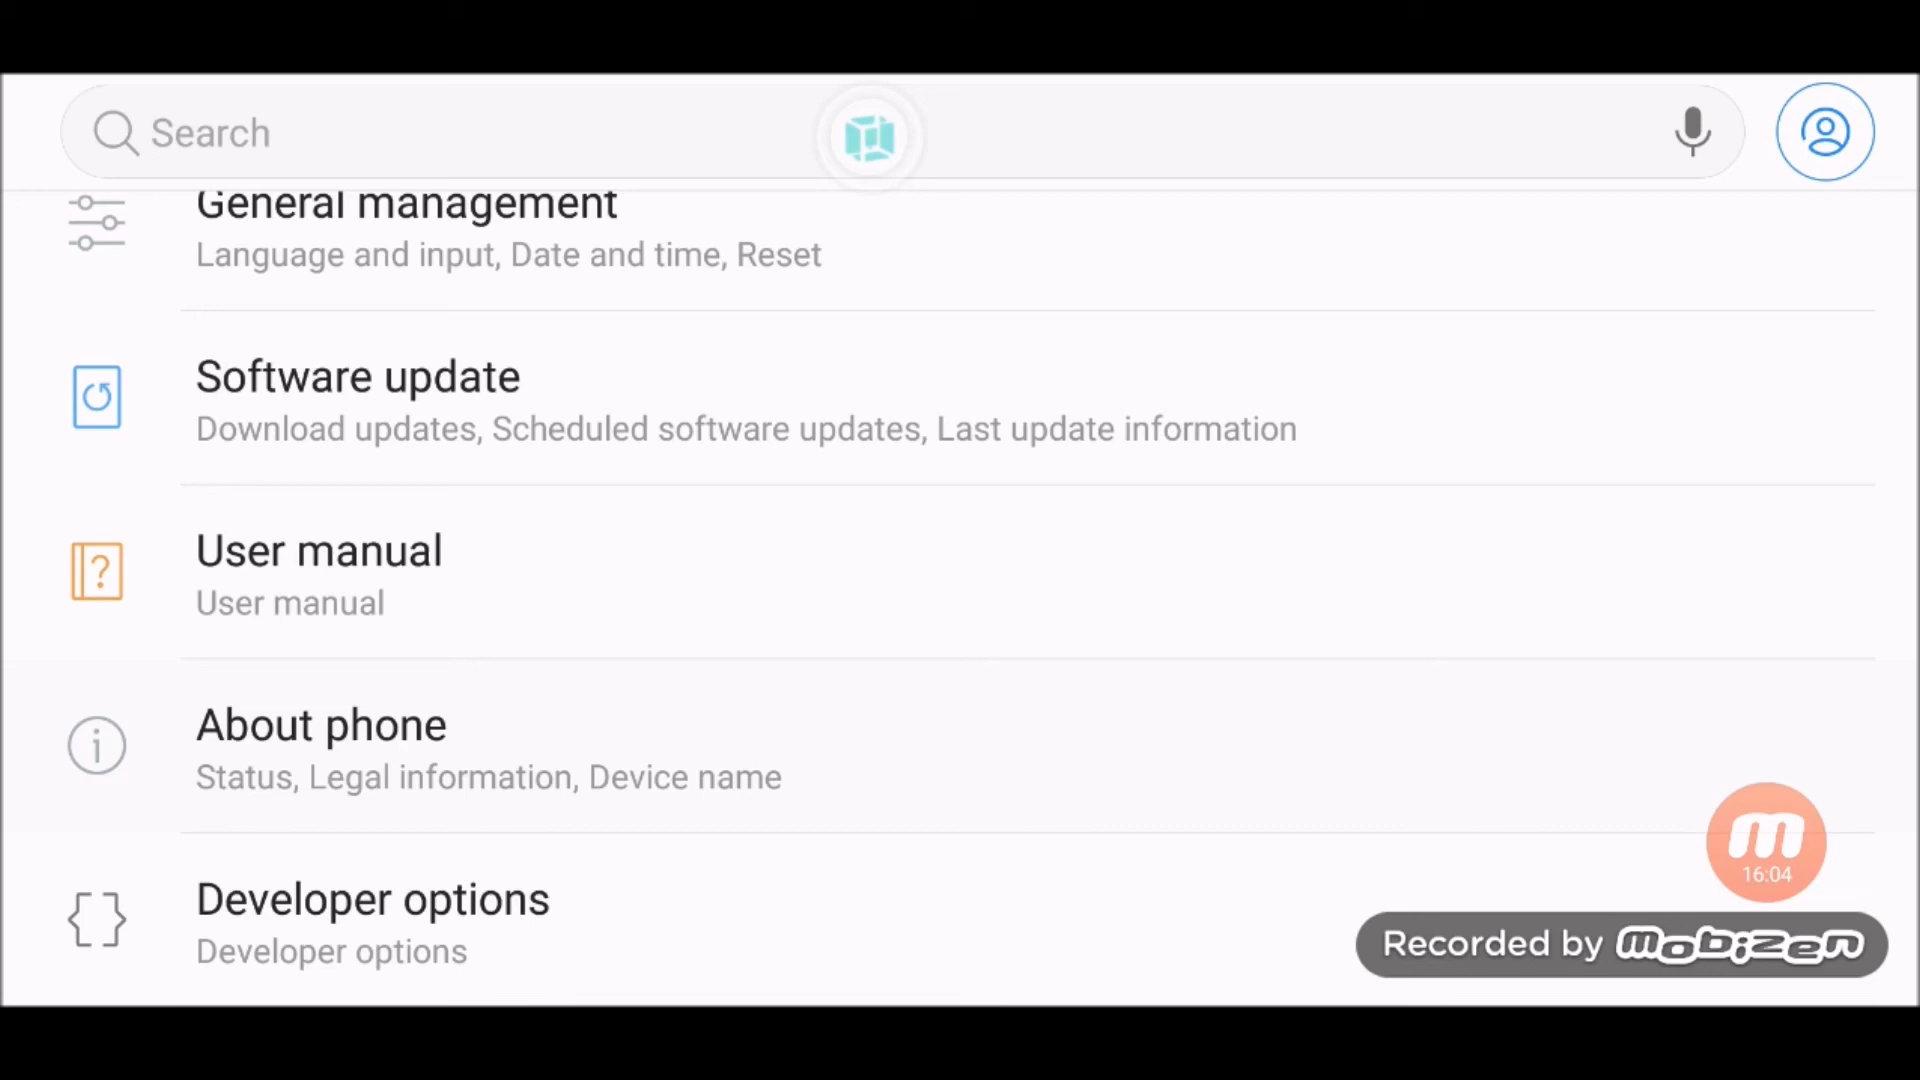 Search
General management
Language and input, Date and time, Reset
Software update
Download updates, Scheduled software updates, Last update information
User manual
User manual
About phone
Status, Legal information, Device name
Developer options
Developer options
m
16:04
Recorded by mobizen